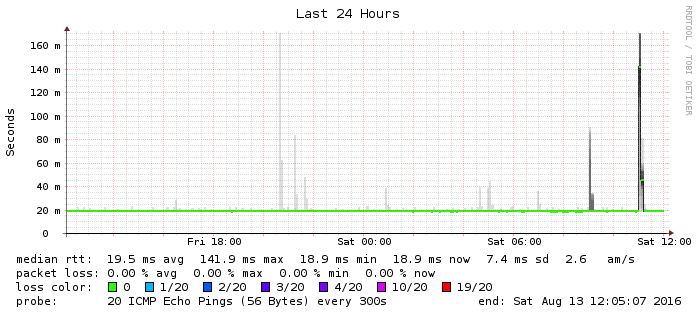 Last 24 Hours
RRDTOOL / TOBI OETIKER
Seconds
160 m
140 m
120 m
100 m
80 m
60 m
40 m
20 m
0
Fri 18:00 Sat 00:00 Sat 06:00 Sat 12:00
median rtt: 19.5 ms avg 141.9 ms max 18.9 ms min 18.9 ms now 7.4 ms sd 2.6 am/s
packet loss: 0.00 % avg 0.00 % max 0.00 % min 0.00 % now
loss color: 0 1/20 2/20 3/20 4/20 10/20 19/20
probe: 20 ICMP Echo Pings (56 Bytes) every 300s end: Sat Aug 13 12:05:07 2016